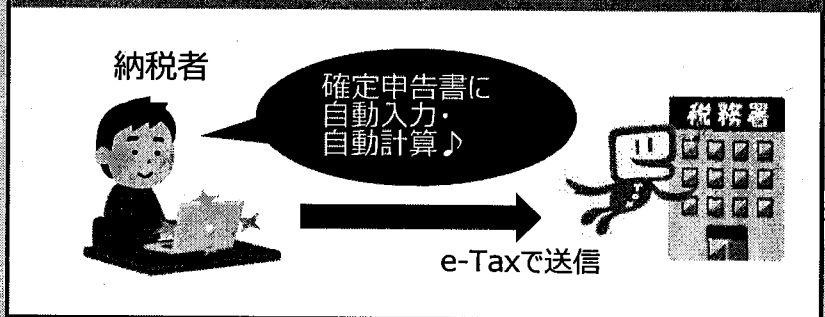 納税者
確定申告書に
自動入力・
自動計算♪
税務署
e-Taxで送信